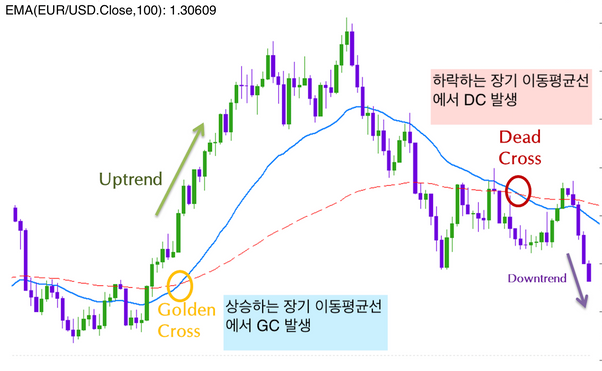 EMA(EUR/USD.Close,100): 1.30609
하락하는 장기 이동평균선
에서 DC 발생
Dead
Cross
Uptrend
Downtrend
Golden
Cross
상승하는 장기 이동평균선
에서 GC 발생